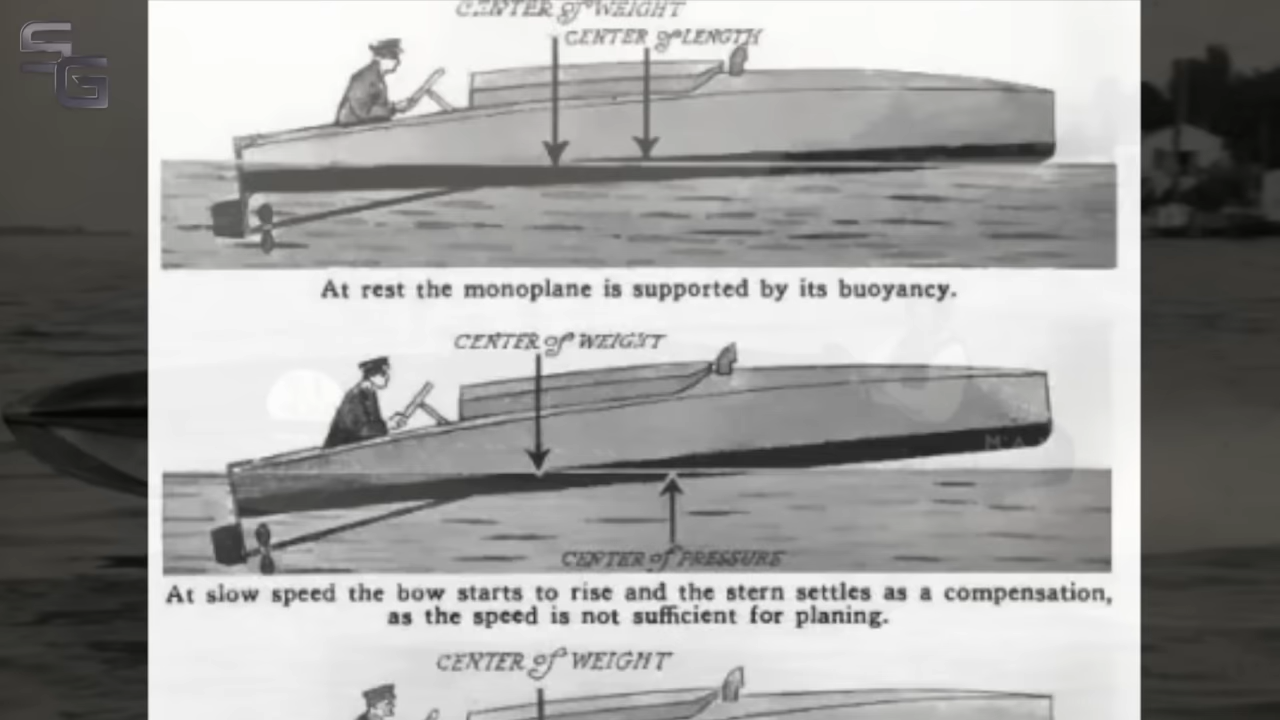 SG
CENTER of WEIGHT
CENTER of LENGTH
At rest the monoplane is supported by its buoyancy.
CENTER of WEIGHT
CENTER of PRESSURE
At slow speed the bow starts to rise and the stern settles as a compensation,
as the speed is not sufficient for planing.
CENTER of WEIGHT